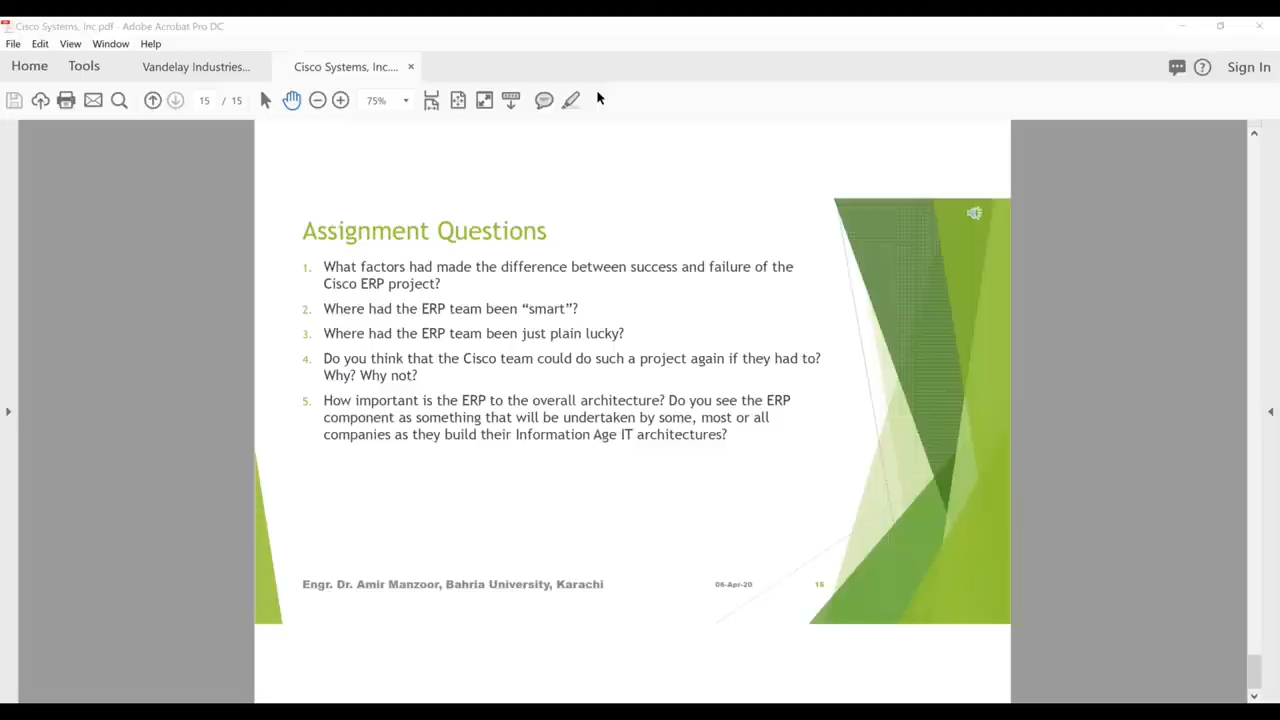 Cisco Systems, Inc.pdf - Adobe Acrobat Pro DC
File Edit View Window Help
Home Tools Vandelay Industries... Cisco Systems, Inc.... × Sign In
15 / 15 75%
Assignment Questions
1. What factors had made the difference between success and failure of the
Cisco ERP project?
2. Where had the ERP team been “smart”?
3. Where had the ERP team been just plain lucky?
4. Do you think that the Cisco team could do such a project again if they had to?
Why? Why not?
5. How important is the ERP to the overall architecture? Do you see the ERP
component as something that will be undertaken by some, most or all
companies as they build their Information Age IT architectures?
Engr. Dr. Amir Manzoor, Bahria University, Karachi 06-Apr-20 15